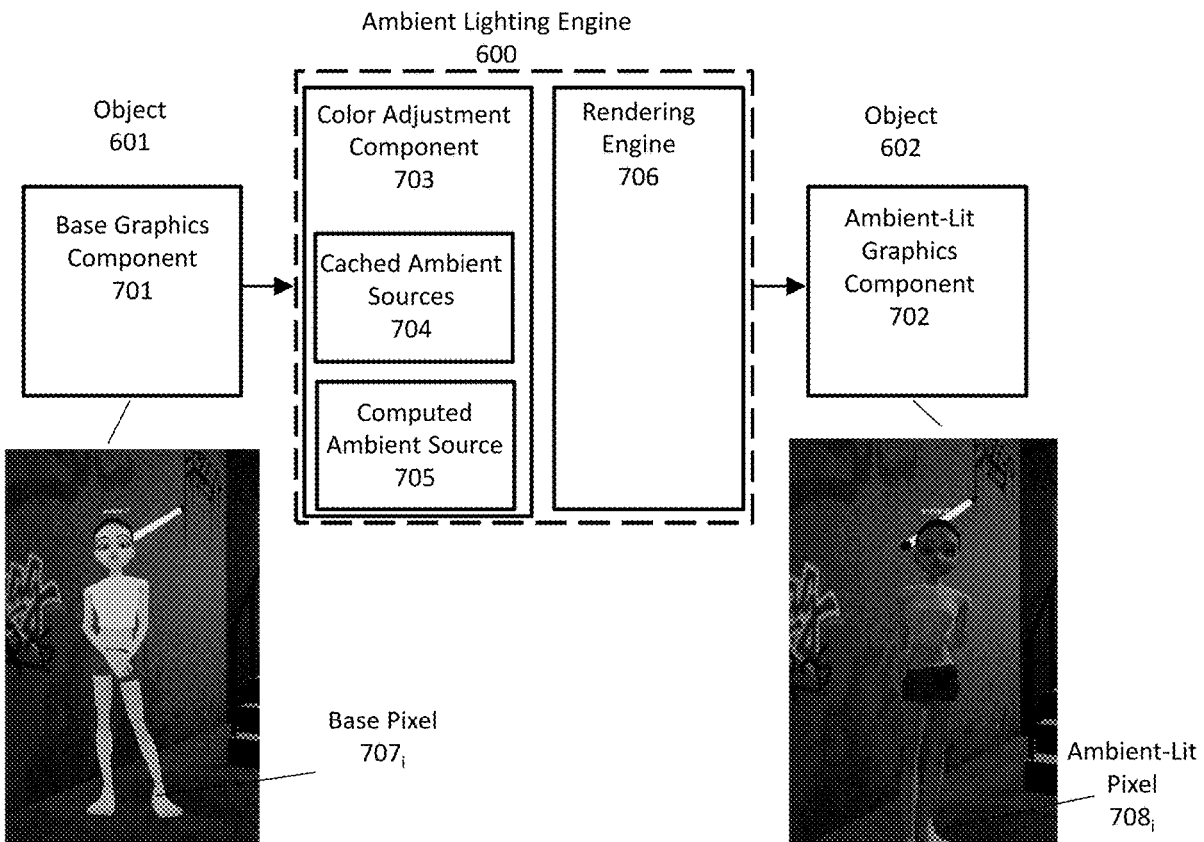 Ambient Lighting Engine
600
Object
601
Base Graphics
Component
701
Color Adjustment
Component
703
Cached Ambient
Sources
704
Computed
Ambient Source
705
Rendering
Engine
706
Object
602
Ambient-Lit
Graphics
Component
702
Base Pixel
707i
Ambient-Lit
Pixel
708i